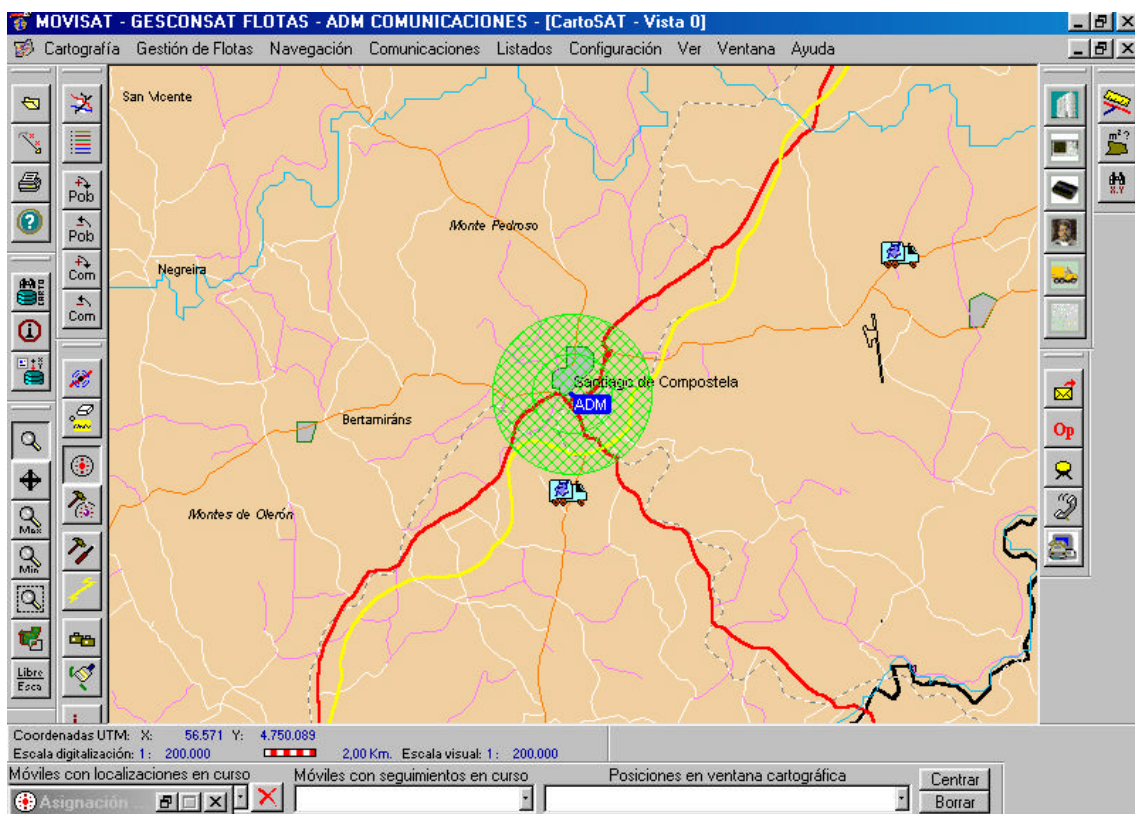 MOVISAT - GESCONSAT FLOTAS - ADM COMUNICACIONES - [CartoSAT - Vista 0]
Cartografía Gestión de Flotas Navegación Comunicaciones Listados Configuración Ver Ventana Ayuda
San Vicente
Pob
Pob
Com
Com
Monte Pedroso
Negreira
m² ?
X.Y
Santiago de Compostela
ADM
Bertamiráns
Op
Montes de Olerón
Max
Min
Libre
Esca
Coordenadas UTM: X: 56.571 Y: 4.750.089
Escala digitalización: 1 : 200.000 2,00 Km. Escala visual: 1 : 200.000
Móviles con localizaciones en curso Móviles con seguimientos en curso Posiciones en ventana cartográfica Centrar
Asignación ... Borrar